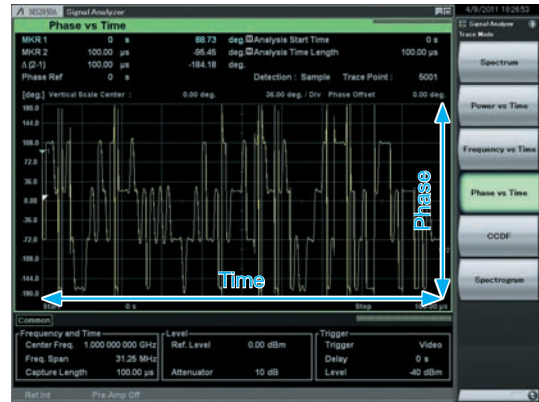 MS2850A Signal Analyzer
4/9/2011 18:26:53
Phase vs Time
MKR 1 0 s 88.73 deg. Analysis Start Time 0 s
MKR 2 100.00 µs -95.45 deg. Analysis Time Length 100.00 µs
Δ (2-1) 100.00 µs -184.18 deg.
Phase Ref 0 s Detection : Sample Trace Point : 5001
[deg.] Vertical Scale Center : 0.00 deg. 36.00 deg. / Div Phase Offset 0.00 deg.
180.0
144.0
108.0
72.0
36.0
0.00
-36.0
-72.0
-108.0
-144.0
-180.0
Phase
Time
Start 0 s Stop 100.00 µs
Common
Frequency and Time
Center Freq. 1.000 000 000 GHz
Freq. Span 31.25 MHz
Capture Length 100.00 µs
Level
Ref. Level 0.00 dBm
Attenuator 10 dB
Trigger
Trigger Video
Delay 0 s
Level -40 dBm
Ref.Int Pre-Amp Off
Signal Analyzer
Trace Mode
Spectrum
Power vs Time
Frequency vs Time
Phase vs Time
CCDF
Spectrogram